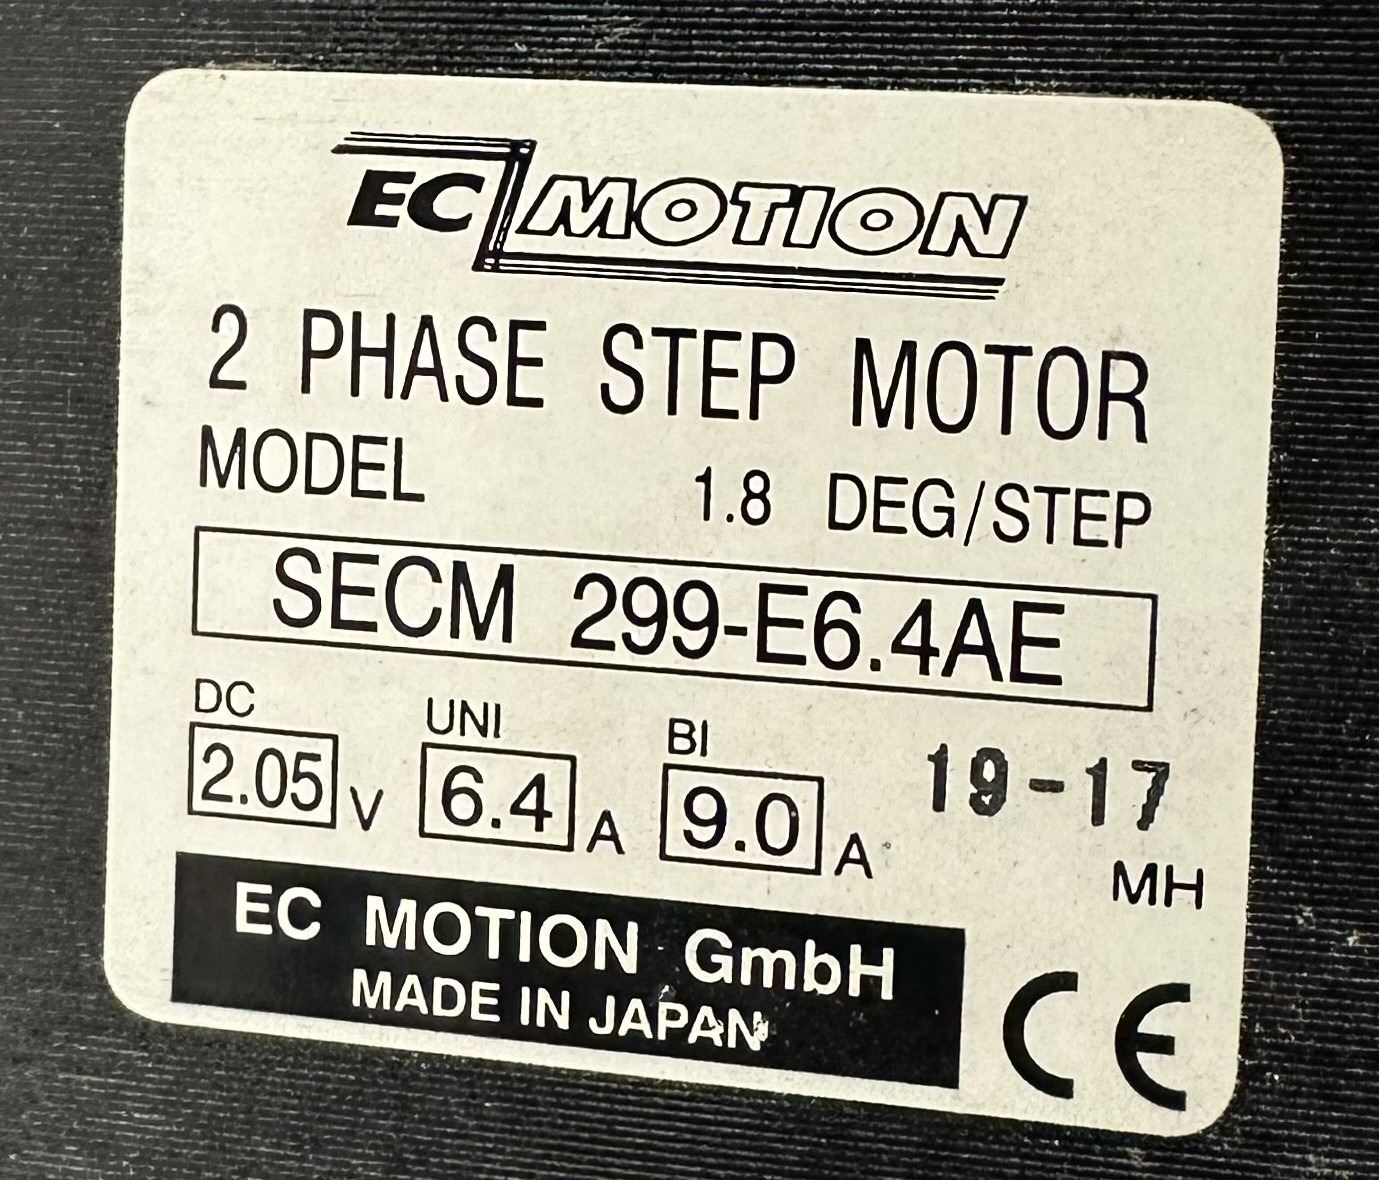 EC MOTION
2 PHASE STEP MOTOR
MODEL 1.8 DEG/STEP
SECM 299-E6.4AE
DC UNI BI
2.05 V 6.4 A 9.0 A 19-17
MH
EC MOTION GmbH
MADE IN JAPAN
CE